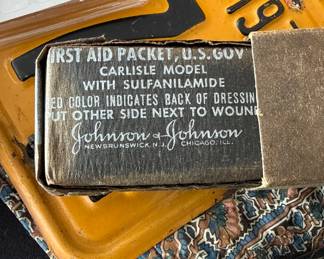 IRST AID PACKET, U.S. GOV
CARLISLE MODEL
WITH SULFANILAMIDE
ED COLOR INDICATES BACK OF DRESSIN
UT OTHER SIDE NEXT TO WOUN
Johnson & Johnson
NEW BRUNSWICK, N.J. CHICAGO, ILL.
19